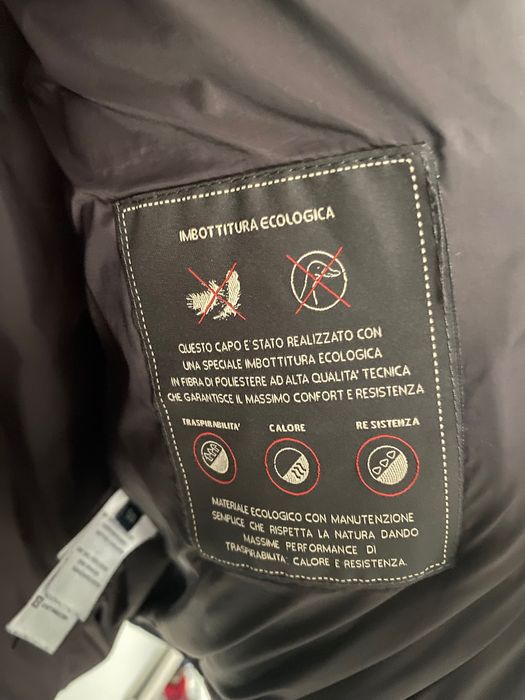 IMBOTTITURA ECOLOGICA
QUESTO CAPO E' STATO REALIZZATO CON
UNA SPECIALE IMBOTTITURA ECOLOGICA
IN FIBRA DI POLIESTERE AD ALTA QUALITA' TECNICA
CHE GARANTISCE IL MASSIMO CONFORT E RESISTENZA
TRASPIRABILITA' CALORE RESISTENZA
MATERIALE ECOLOGICO CON MANUTENZIONE
SEMPLICE CHE RISPETTA LA NATURA DANDO
MASSIME PERFORMANCE DI
TRASPIRABILITA', CALORE E RESISTENZA.